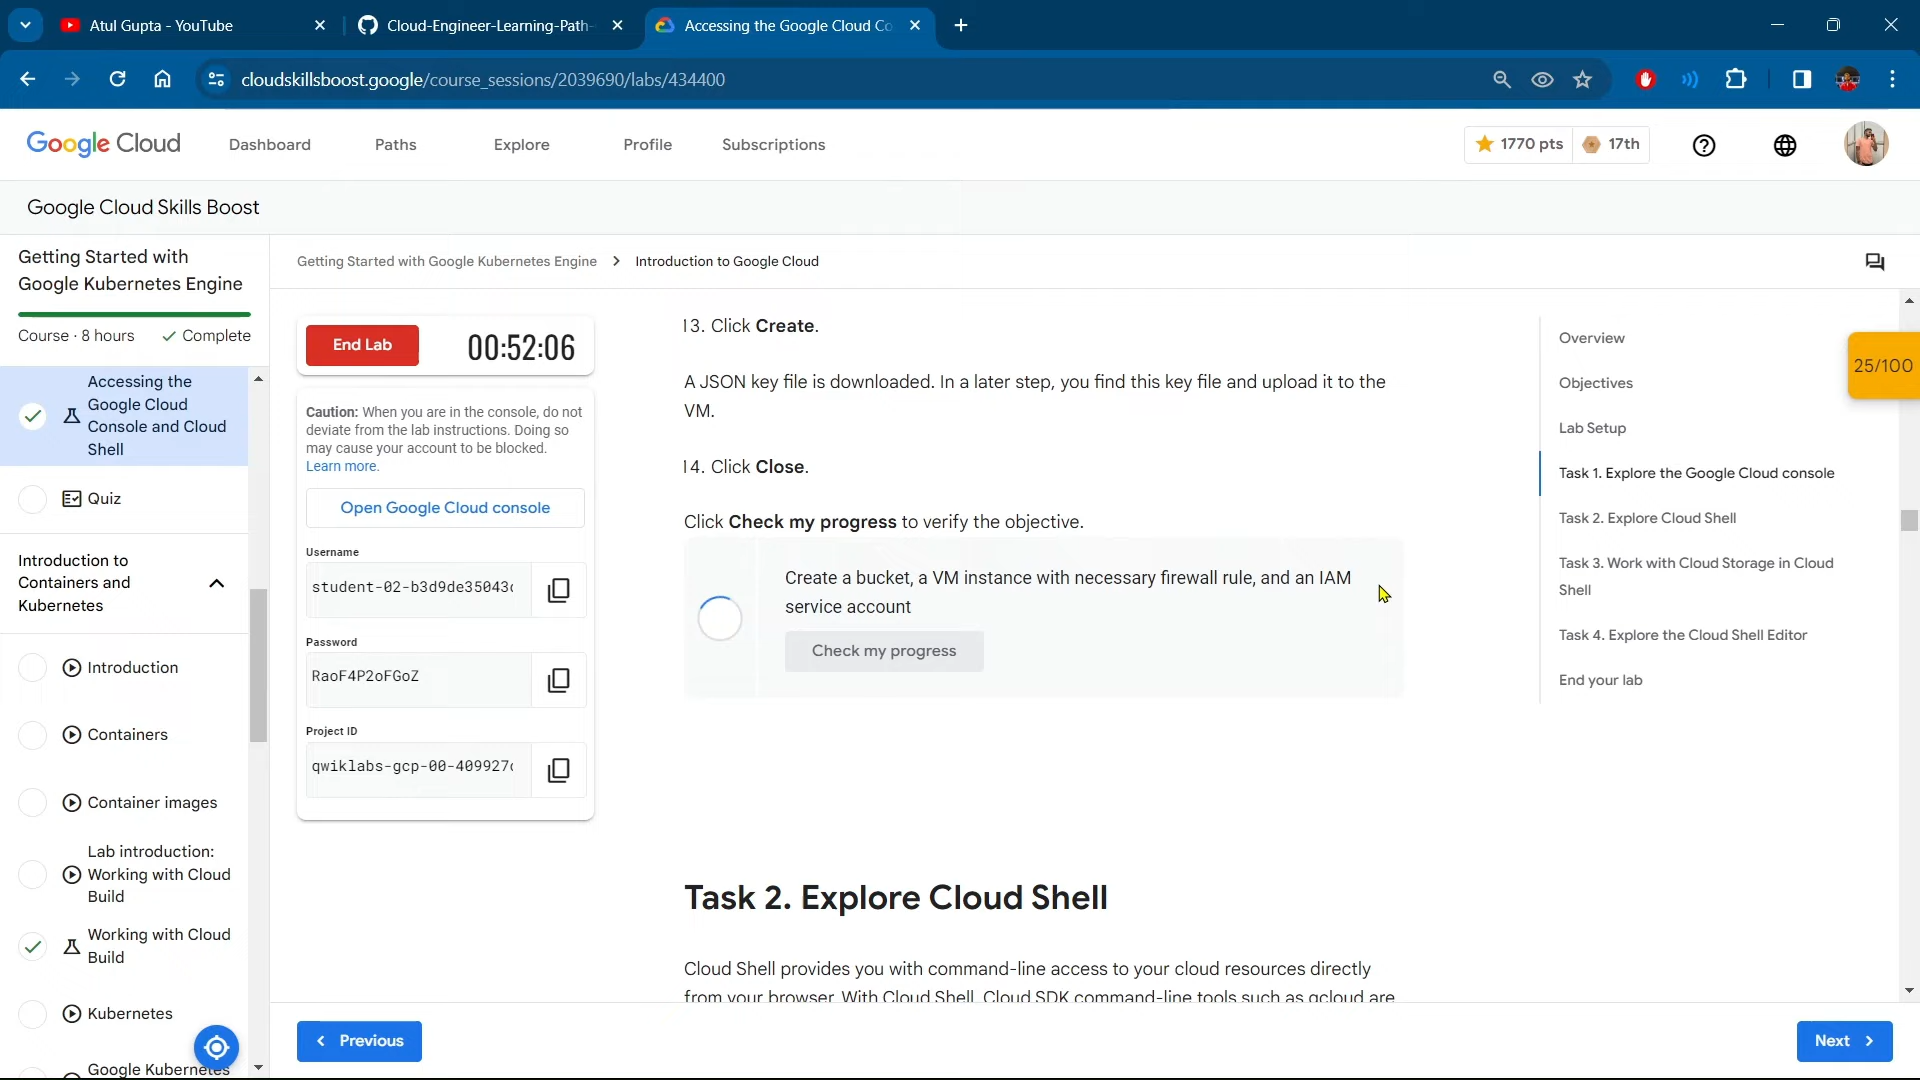 Atul Gupta - YouTube
Cloud-Engineer-Learning-Path-
Accessing the Google Cloud Co
cloudskillsboost.google/course_sessions/2039690/labs/434400
Google Cloud
Dashboard
Paths
Explore
Profile
Subscriptions
1770 pts
17th
Google Cloud Skills Boost
Getting Started with
Google Kubernetes Engine
Course · 8 hours
Complete
Accessing the
Google Cloud
Console and Cloud
Shell
Quiz
Introduction to
Containers and
Kubernetes
Introduction
Containers
Container images
Lab introduction:
Working with Cloud
Build
Working with Cloud
Build
Kubernetes
Google Kubernetes
Getting Started with Google Kubernetes Engine > Introduction to Google Cloud
End Lab
00:52:06
Caution: When you are in the console, do not
deviate from the lab instructions. Doing so
may cause your account to be blocked.
Learn more.
Open Google Cloud console
Username
student-02-b3d9de35043
Password
RaoF4P2oFGoZ
Project ID
qwiklabs-gcp-00-409927
13. Click Create.
A JSON key file is downloaded. In a later step, you find this key file and upload it to the
VM.
14. Click Close.
Click Check my progress to verify the objective.
Create a bucket, a VM instance with necessary firewall rule, and an IAM
service account
Check my progress
Task 2. Explore Cloud Shell
Cloud Shell provides you with command-line access to your cloud resources directly
from your browser. With Cloud Shell, Cloud SDK command-line tools such as gcloud are
Overview
Objectives
Lab Setup
Task 1. Explore the Google Cloud console
Task 2. Explore Cloud Shell
Task 3. Work with Cloud Storage in Cloud
Shell
Task 4. Explore the Cloud Shell Editor
End your lab
25/100
Previous
Next